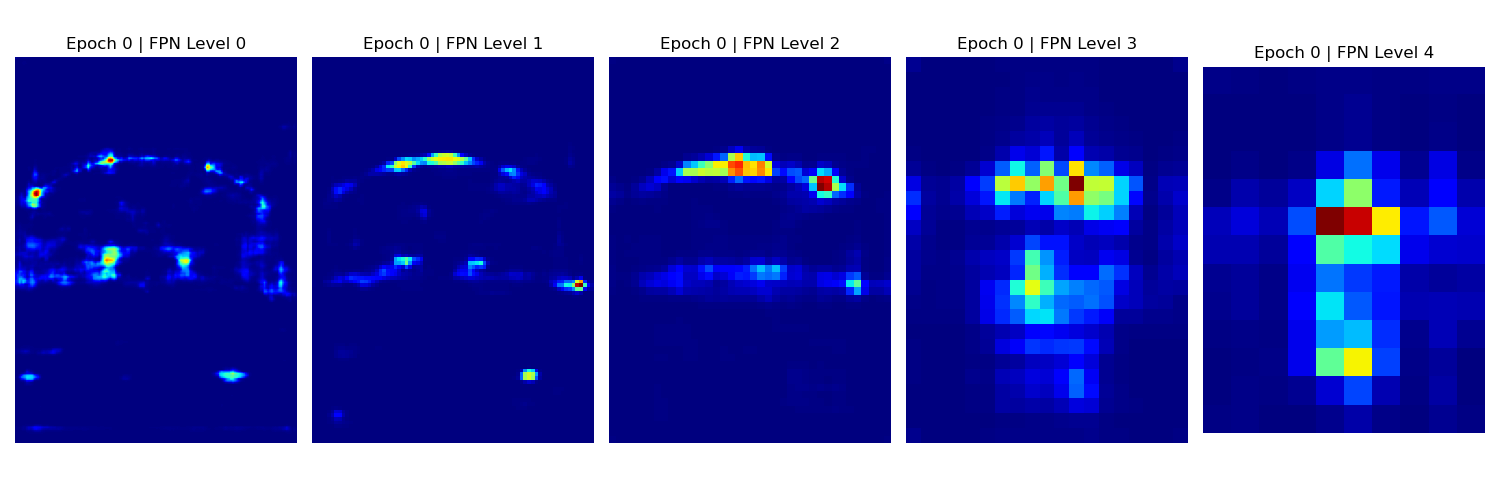 Epoch 0 | FPN Level 0
Epoch 0 | FPN Level 1
Epoch 0 | FPN Level 2
Epoch 0 | FPN Level 3
Epoch 0 | FPN Level 4